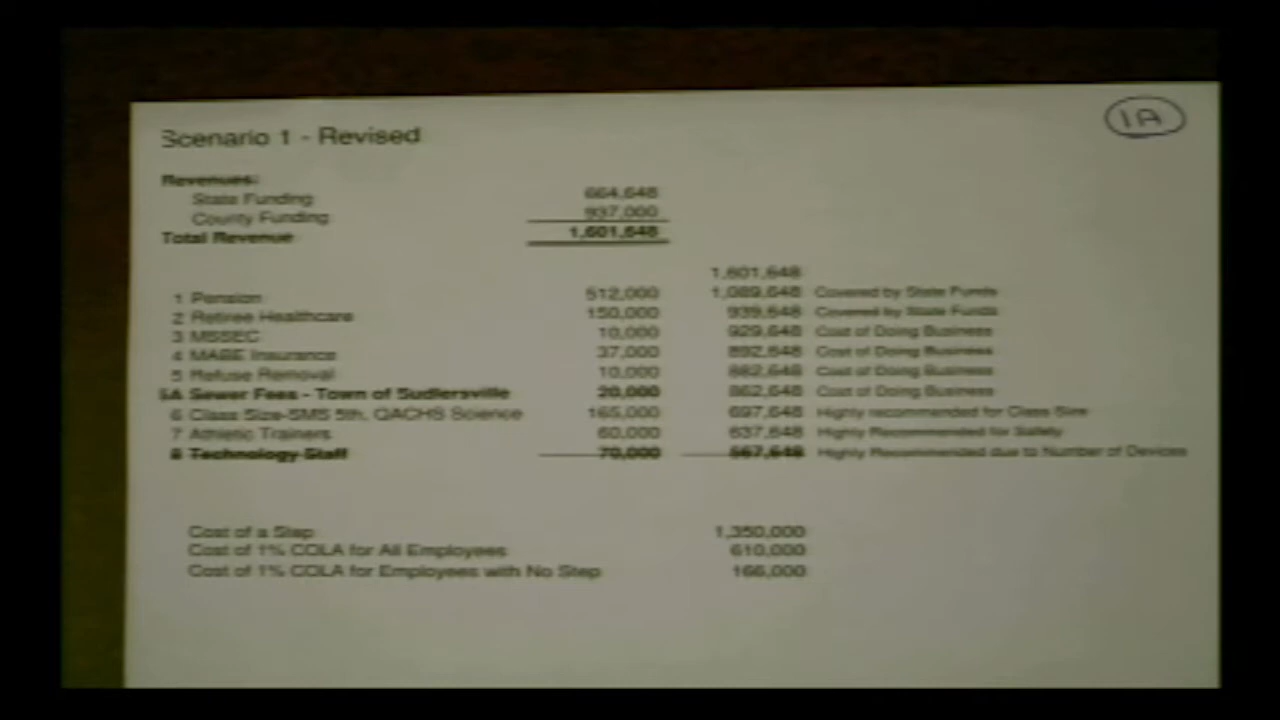 1A
Scenario 1 - Revised
Revenues:
State Funding 664,648
County Funding 937,000
Total Revenue 1,601,648
1,601,648
1 Pension 512,000 1,089,648 Covered by State Funds
2 Retiree Healthcare 150,000 939,648 Covered by State Funds
3 MSSEC 10,000 929,648 Cost of Doing Business
4 MABE Insurance 37,000 892,648 Cost of Doing Business
5 Refuse Removal 10,000 882,648 Cost of Doing Business
5A Sewer Fees - Town of Sudlersville 20,000 862,648 Cost of Doing Business
6 Class Size-SMS 5th, QACHS Science 165,000 697,648 Highly recommended for Class Size
7 Athletic Trainers 60,000 637,648 Highly Recommended for Safety
8 Technology Staff 70,000 567,648 Highly Recommended due to Number of Devices
Cost of a Step 1,350,000
Cost of 1% COLA for All Employees 610,000
Cost of 1% COLA for Employees with No Step 166,000